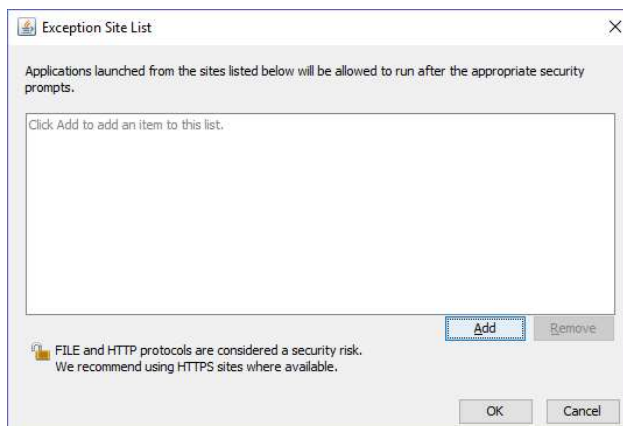 Exception Site List
Applications launched from the sites listed below will be allowed to run after the appropriate security
prompts.
Click Add to add an item to this list.
Add
Remove
FILE and HTTP protocols are considered a security risk.
We recommend using HTTPS sites where available.
OK
Cancel